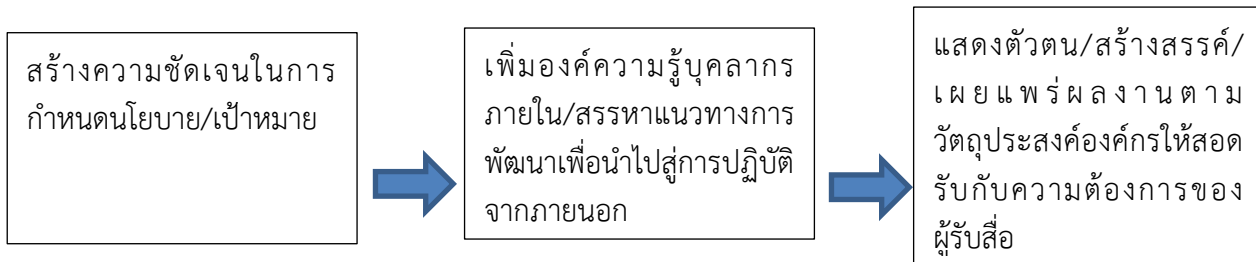 สร้างความชัดเจนในการ
กำหนดนโยบาย/เป้าหมาย
เพิ่มองค์ความรู้บุคลากร
ภายใน/สรรหาแนวทางการ
พัฒนาเพื่อนำไปสู่การปฏิบัติ
จากภายนอก
แสดงตัวตน/สร้างสรรค์/
เผยแพร่ผลงานตาม
วัตถุประสงค์องค์กรให้สอด
รับกับความต้องการของ
ผู้รับสื่อ